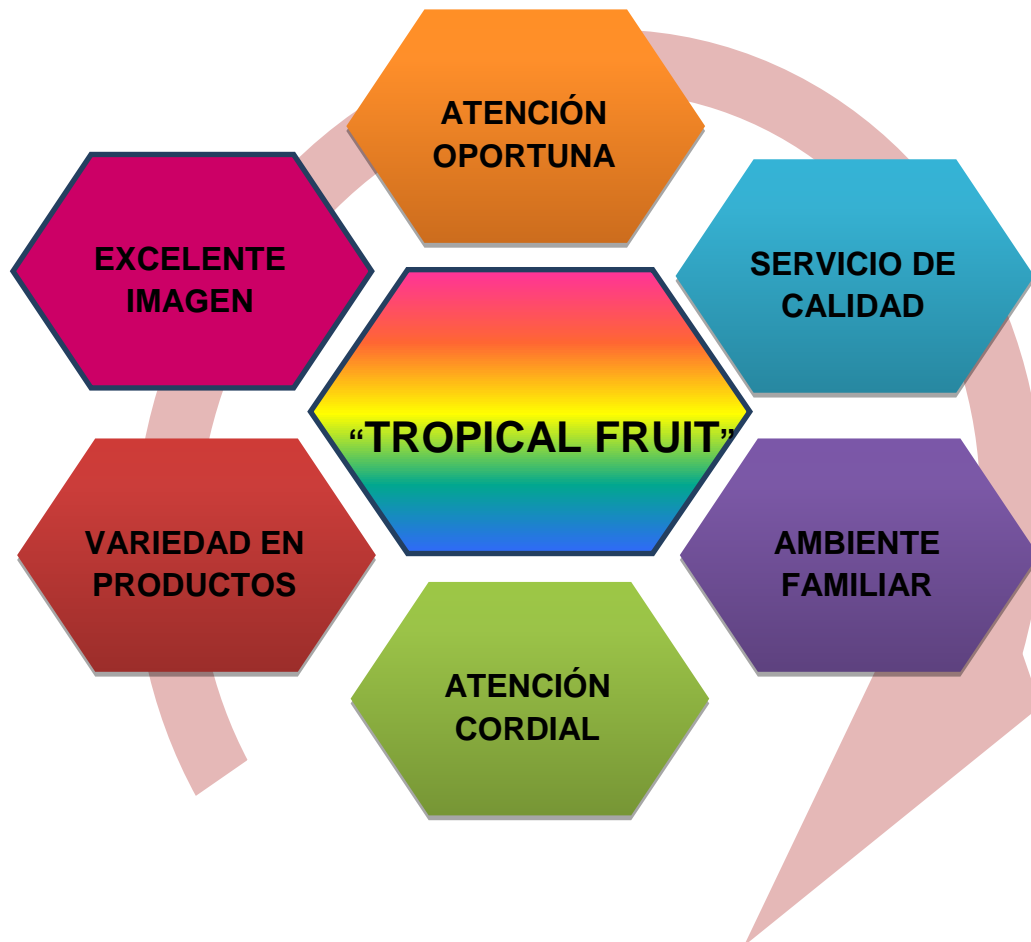 ATENCIÓN
OPORTUNA
EXCELENTE
IMAGEN
SERVICIO DE
CALIDAD
“TROPICAL FRUIT”
VARIEDAD EN
PRODUCTOS
AMBIENTE
FAMILIAR
ATENCIÓN
CORDIAL